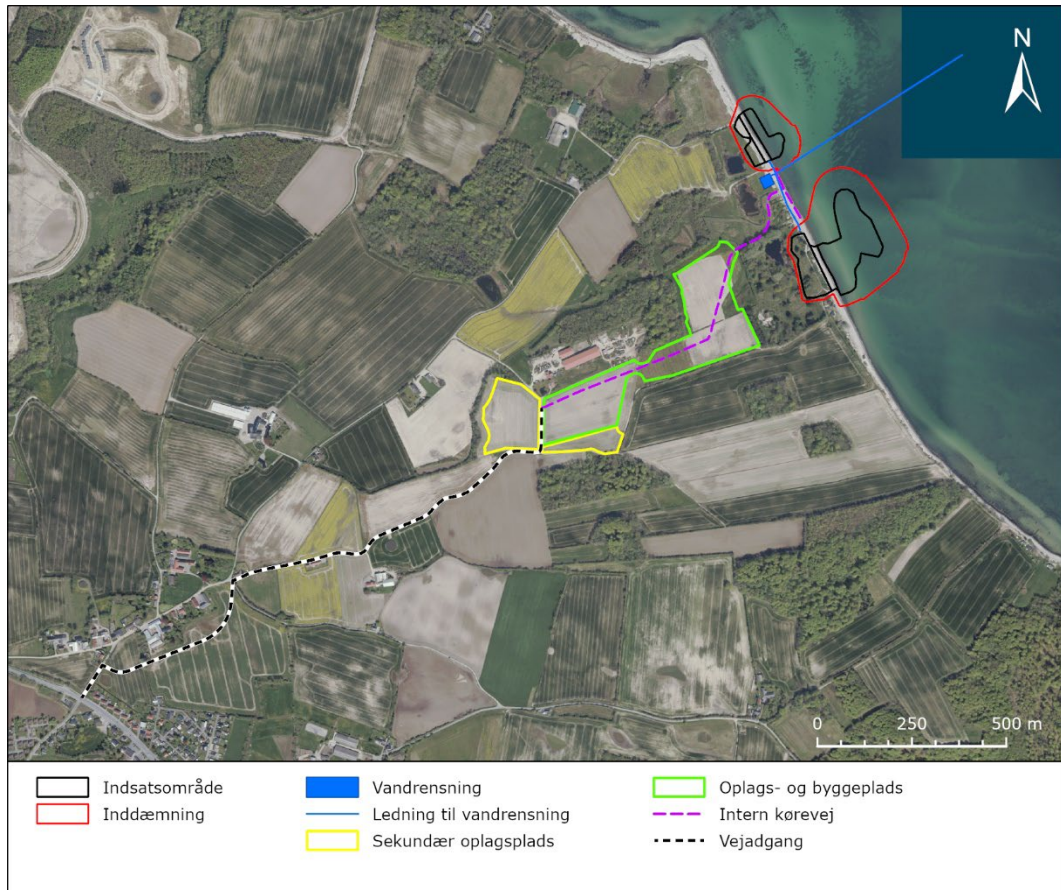 N
0 250 500 m
Indsatsområde
Inddæmning
Vandrensning
Ledning til vandrensning
Sekundær oplagsplads
Oplags- og byggeplads
Intern kørevej
Vejadgang